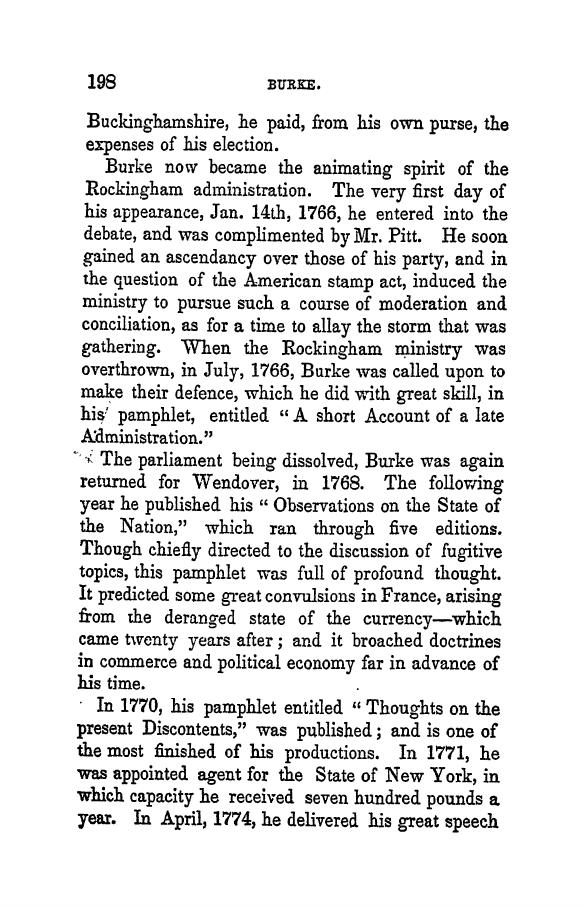 198 BURKE.
Buckinghamshire, he paid, from his own purse, the
expenses of his election.
Burke now became the animating spirit of the
Rockingham administration. The very first day of
his appearance, Jan. 14th, 1766, he entered into the
debate, and was complimented by Mr. Pitt. He soon
gained an ascendancy over those of his party, and in
the question of the American stamp act, induced the
ministry to pursue such a course of moderation and
conciliation, as for a time to allay the storm that was
gathering. When the Rockingham ministry was
overthrown, in July, 1766, Burke was called upon to
make their defence, which he did with great skill, in
his pamphlet, entitled “A short Account of a late
Administration.”
The parliament being dissolved, Burke was again
returned for Wendover, in 1768. The following
year he published his “Observations on the State of
the Nation,” which ran through five editions.
Though chiefly directed to the discussion of fugitive
topics, this pamphlet was full of profound thought.
It predicted some great convulsions in France, arising
from the deranged state of the currency—which
came twenty years after; and it broached doctrines
in commerce and political economy far in advance of
his time.
In 1770, his pamphlet entitled “Thoughts on the
present Discontents,” was published; and is one of
the most finished of his productions. In 1771, he
was appointed agent for the State of New York, in
which capacity he received seven hundred pounds a
year. In April, 1774, he delivered his great speech